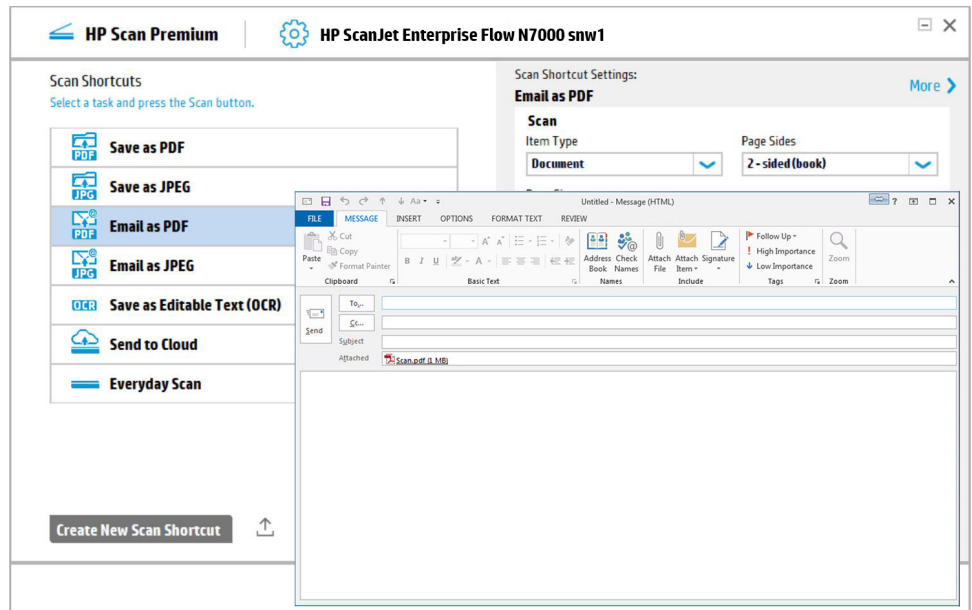 HP Scan Premium
HP ScanJet Enterprise Flow N7000 snw1
Scan Shortcuts
Select a task and press the Scan button.
PDF Save as PDF
JPEG Save as JPEG
PDF Email as PDF
JPG Email as JPEG
OCR Save as Editable Text (OCR)
Send to Cloud
Everyday Scan
Create New Scan Shortcut
Scan Shortcut Settings:
More
Email as PDF
Scan
Item Type Page Sides
Document 2 - sided (book)
Untitled - Message (HTML)
FILE MESSAGE INSERT OPTIONS FORMAT TEXT REVIEW
Paste
Cut
Copy
Format Painter
Clipboard
B I U
Basic Text
Address Book
Check Names
Names
Attach File
Attach Item
Signature
Include
Follow Up
High Importance
Low Importance
Tags
Zoom
Zoom
Send
To...
Cc...
Subject
Attached Scan.pdf (1 MB)